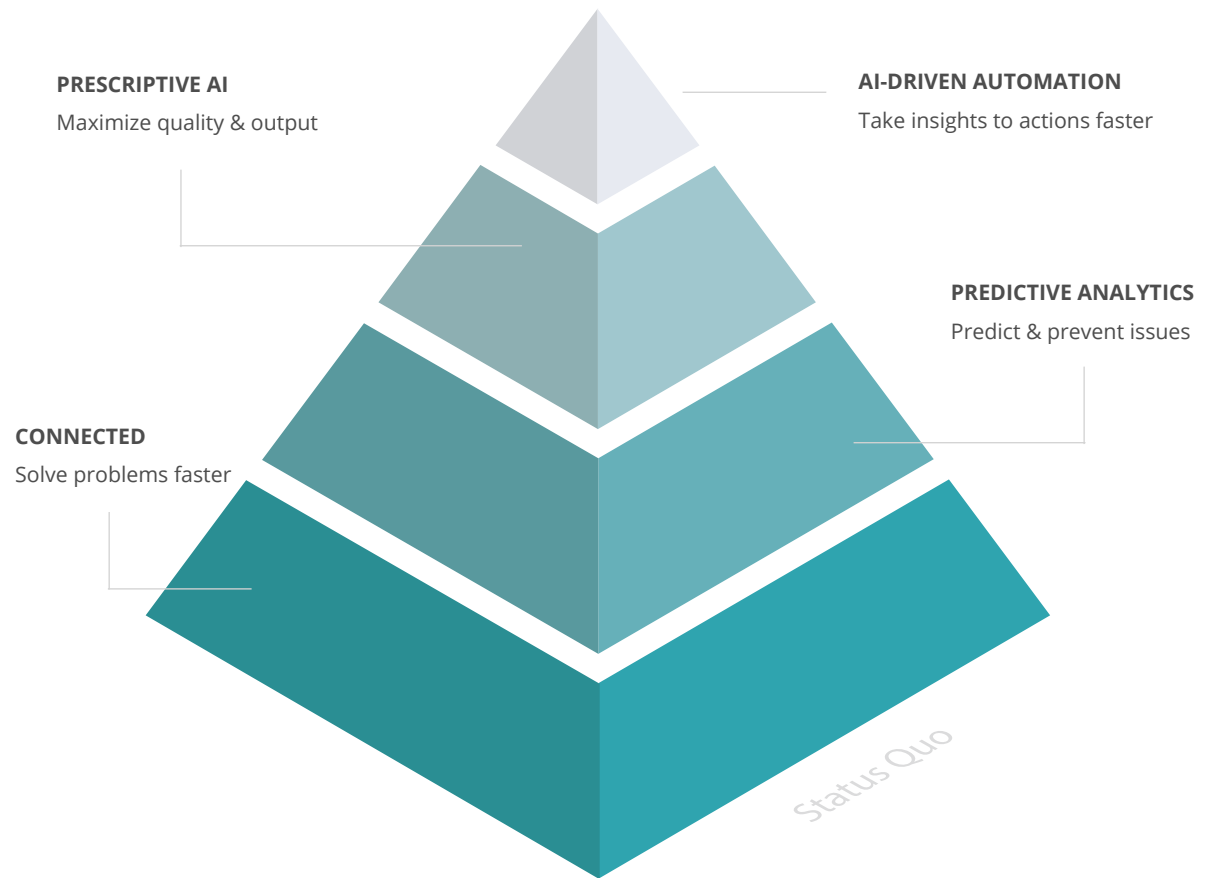 PRESCRIPTIVE AI
Maximize quality & output
AI-DRIVEN AUTOMATION
Take insights to actions faster
PREDICTIVE ANALYTICS
Predict & prevent issues
CONNECTED
Solve problems faster
Status Quo